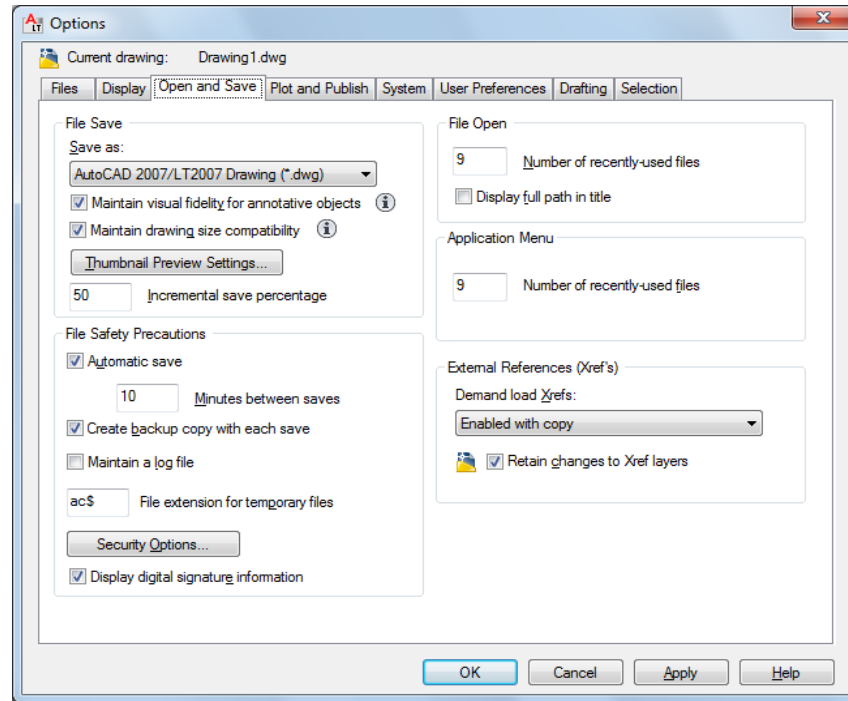 A LT Options X
Current drawing: Drawing1.dwg
Files Display Open and Save Plot and Publish System User Preferences Drafting Selection
File Save
Save as:
AutoCAD 2007/LT2007 Drawing (*.dwg)
Maintain visual fidelity for annotative objects i
Maintain drawing size compatibility i
Thumbnail Preview Settings...
50 Incremental save percentage
File Safety Precautions
Automatic save
10 Minutes between saves
Create backup copy with each save
Maintain a log file
ac$ File extension for temporary files
Security Options...
Display digital signature information
File Open
9 Number of recently-used files
Display full path in title
Application Menu
9 Number of recently-used files
External References (Xref's)
Demand load Xrefs:
Enabled with copy
Retain changes to Xref layers
OK Cancel Apply Help